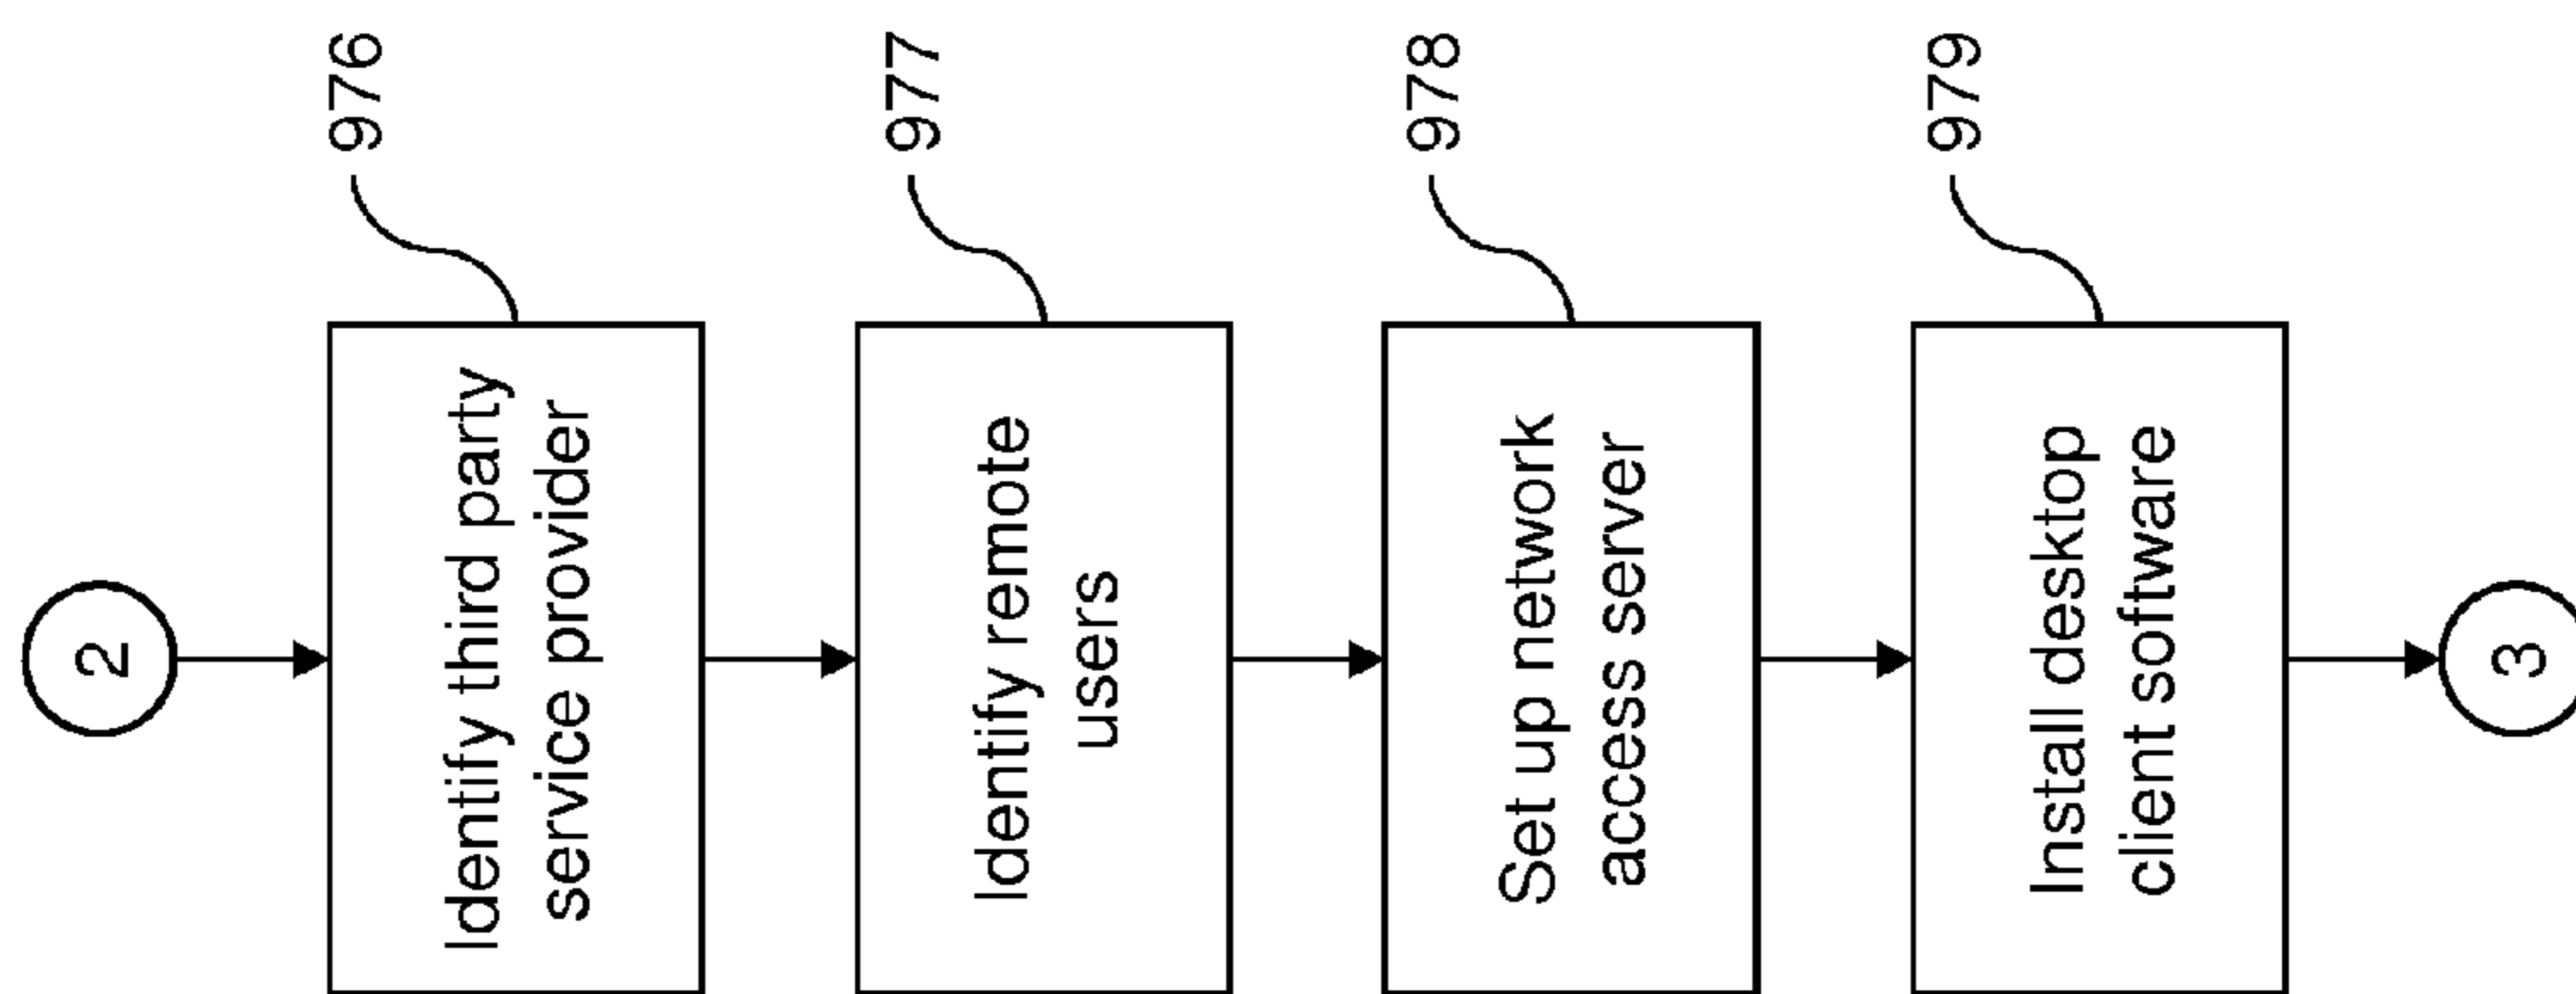 2
976
Identify third party
service provider
977
Identify remote
users
978
Set up network
access server
979
Install desktop
client software
3